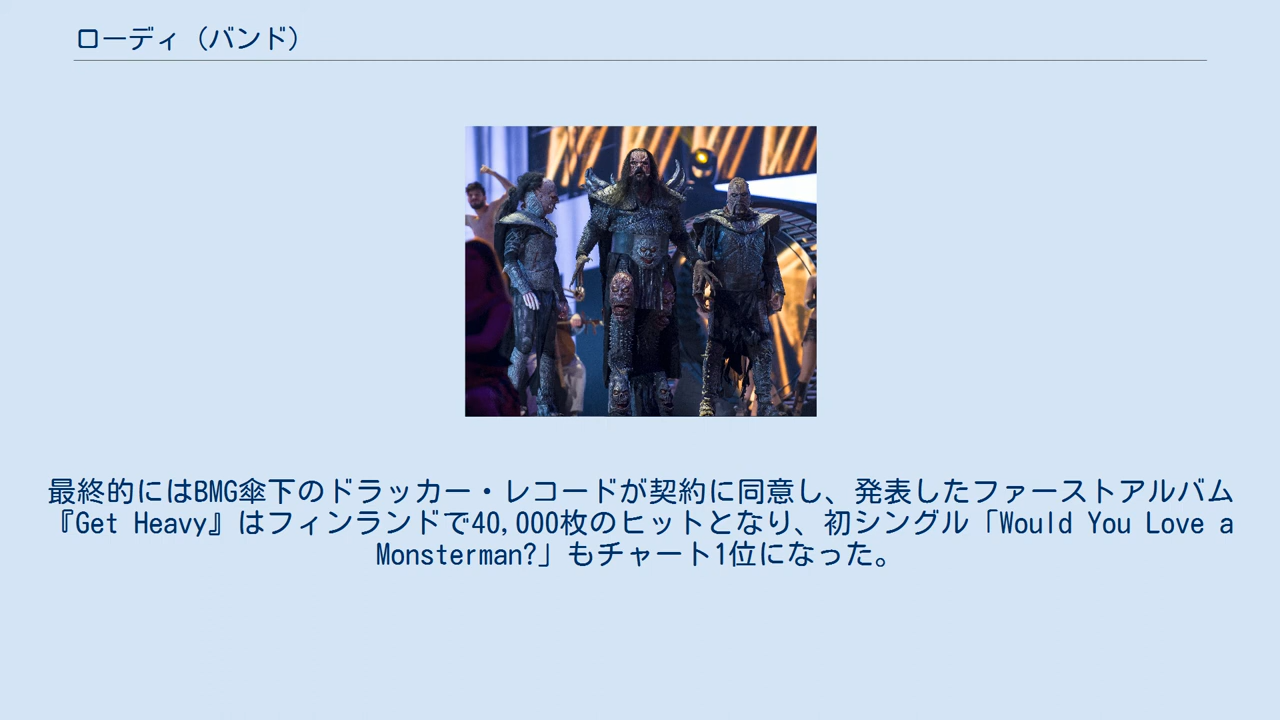 ローディ（バンド）
最終的にはBMG傘下のドラッカー・レコードが契約に同意し、発表したファーストアルバム
『Get Heavy』はフィンランドで40,000枚のヒットとなり、初シングル「Would You Love a
Monsterman?」もチャート1位になった。